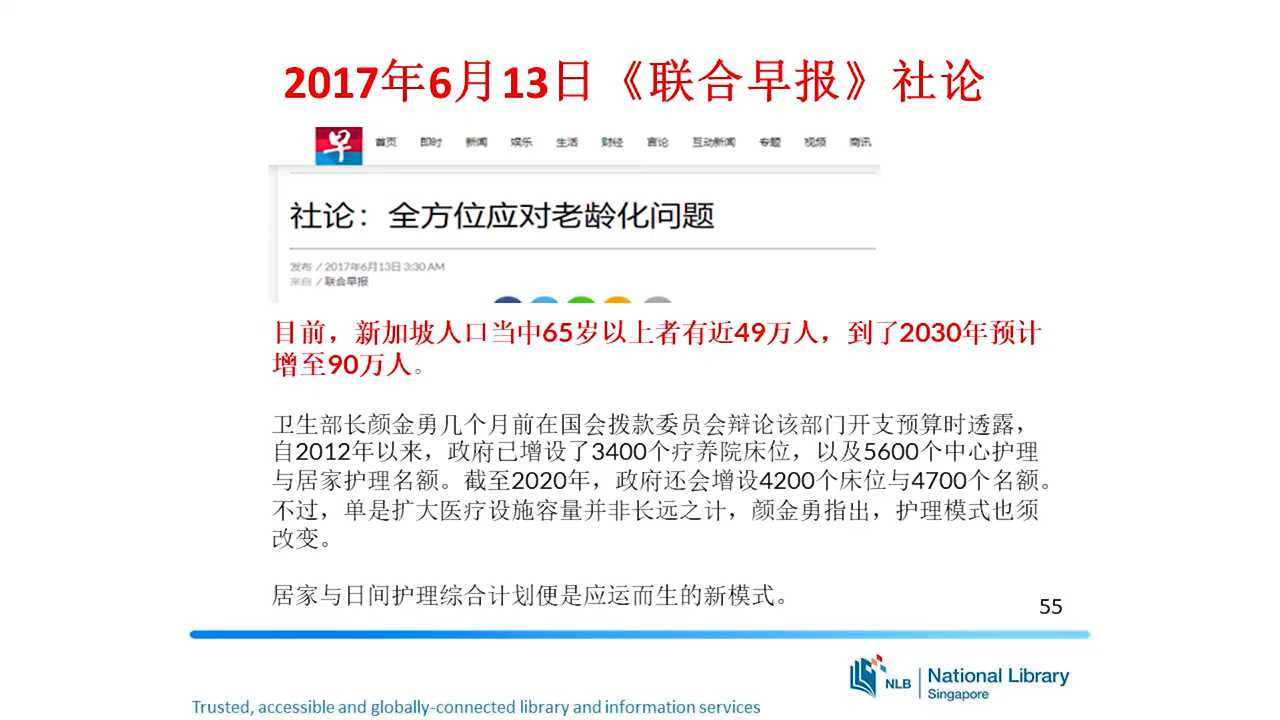 2017年6月13日《联合早报》社论
早 首页 即时 新闻 娱乐 生活 财经 言论 互动新闻 专题 视频 商讯
社论：全方位应对老龄化问题
发布 / 2017年6月13日 3:30 AM
来自 / 联合早报
目前，新加坡人口当中65岁以上者有近49万人，到了2030年预计
增至90万人。
卫生部长颜金勇几个月前在国会拨款委员会辩论该部门开支预算时透露，
自2012年以来，政府已增设了3400个疗养院床位，以及5600个中心护理
与居家护理名额。截至2020年，政府还会增设4200个床位与4700个名额。
不过，单是扩大医疗设施容量并非长远之计，颜金勇指出，护理模式也须
改变。
居家与日间护理综合计划便是应运而生的新模式。
55
NLB National Library
Singapore
Trusted, accessible and globally-connected library and information services